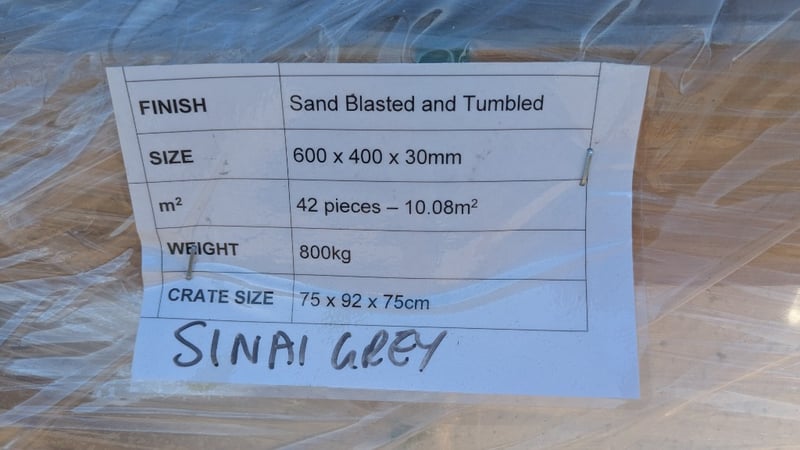 FINISH Sand Blasted and Tumbled
SIZE 600 x 400 x 30mm
m² 42 pieces – 10.08m²
WEIGHT 800kg
CRATE SIZE 75 x 92 x 75cm
SINAI GREY